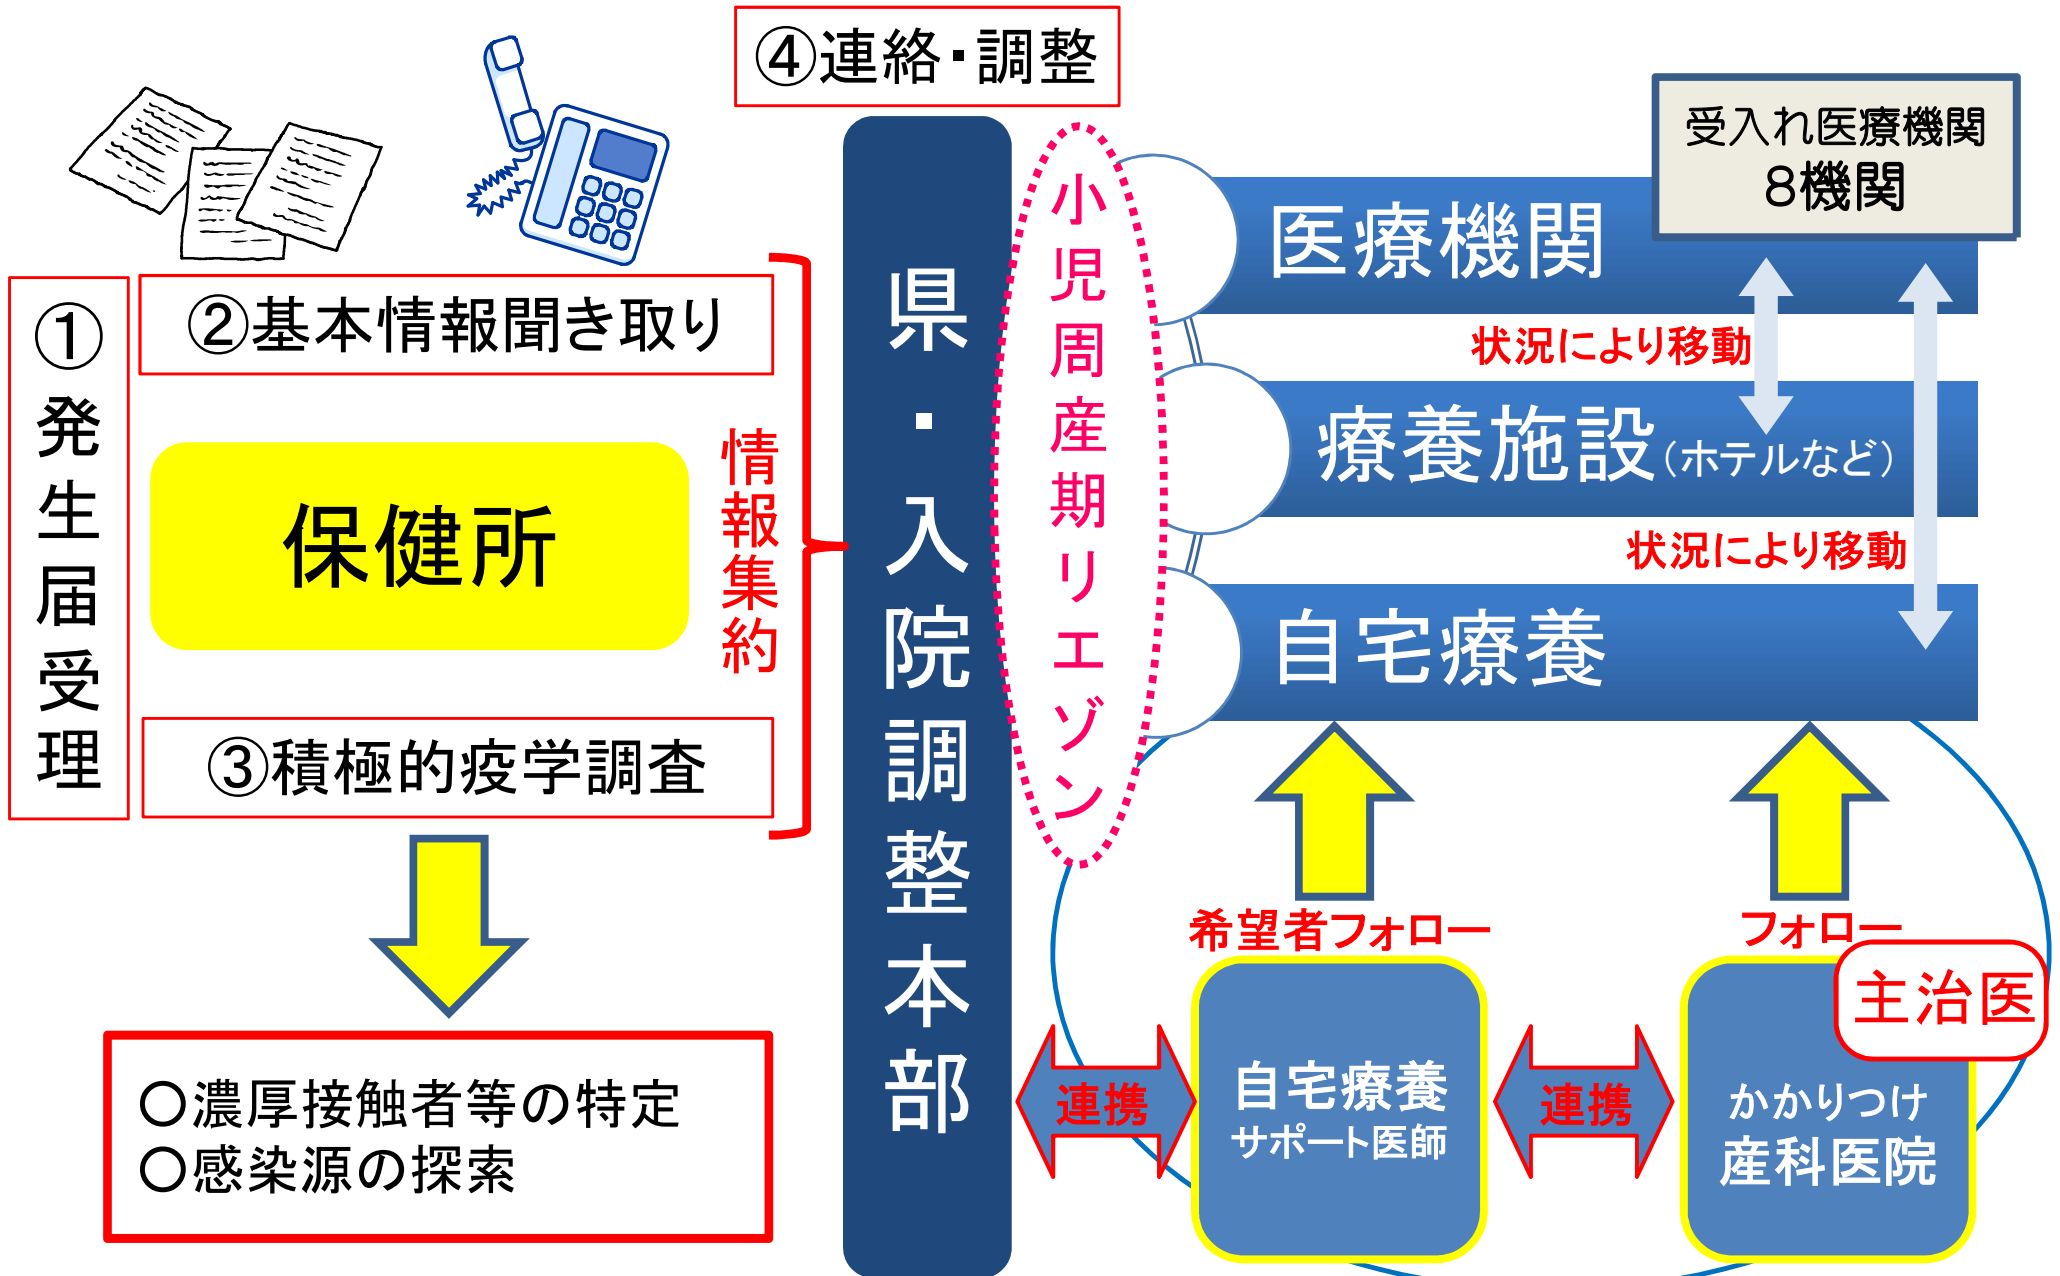 ④連絡・調整
受入れ医療機関
8機関
①発生届受理
②基本情報聞き取り
保健所
③積極的疫学調査
情報集約
〇濃厚接触者等の特定
〇感染源の探索
県・入院調整本部
小児周産期リエゾン
医療機関
状況により移動
療養施設（ホテルなど）
状況により移動
自宅療養
希望者フォロー
フォロー
主治医
連携
自宅療養
サポート医師
連携
かかりつけ
産科医院